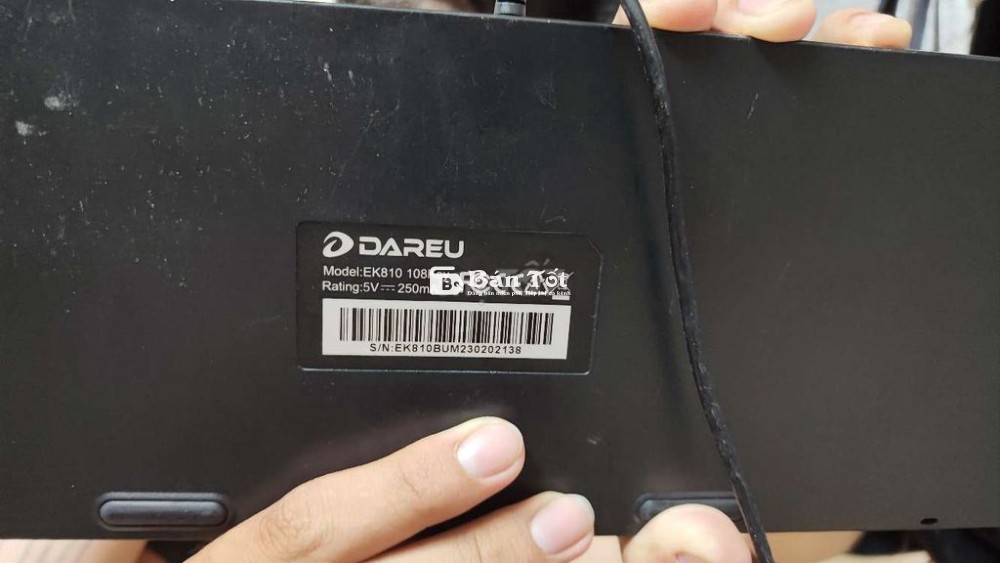 DAREU
Model:EK810 108
Rating:5V⎓250m
Bán Tốt
S/N:EK810BUM230202138